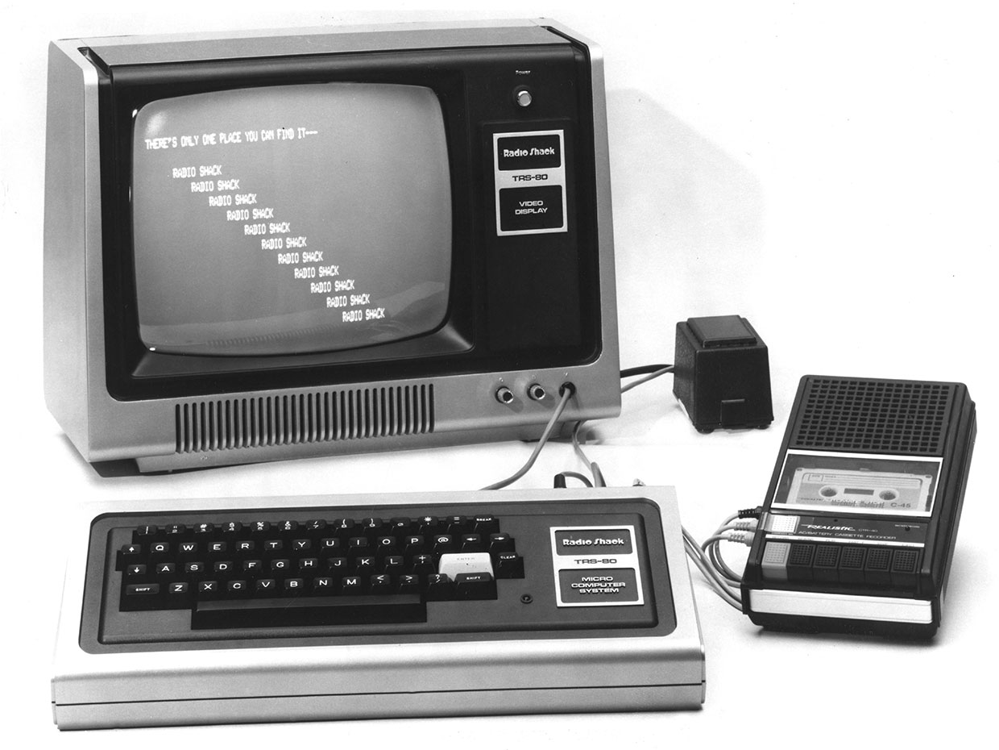 Power
THERE'S ONLY ONE PLACE YOU CAN FIND IT---
RADIO SHACK
RADIO SHACK
RADIO SHACK
RADIO SHACK
RADIO SHACK
RADIO SHACK
RADIO SHACK
RADIO SHACK
RADIO SHACK
RADIO SHACK
RADIO SHACK
Radio Shack
TRS-80
VIDEO
DISPLAY
C-45
REALISTIC CTR-40
AC/BATTERY CASSETTE RECORDER
* = BREAK
Q W E R T Y U I O P @
A S D F G H J K L + ENTER CLEAR
SHIFT Z X C V B N M < > ? SHIFT
Radio Shack
TRS-80
MICRO
COMPUTER
SYSTEM